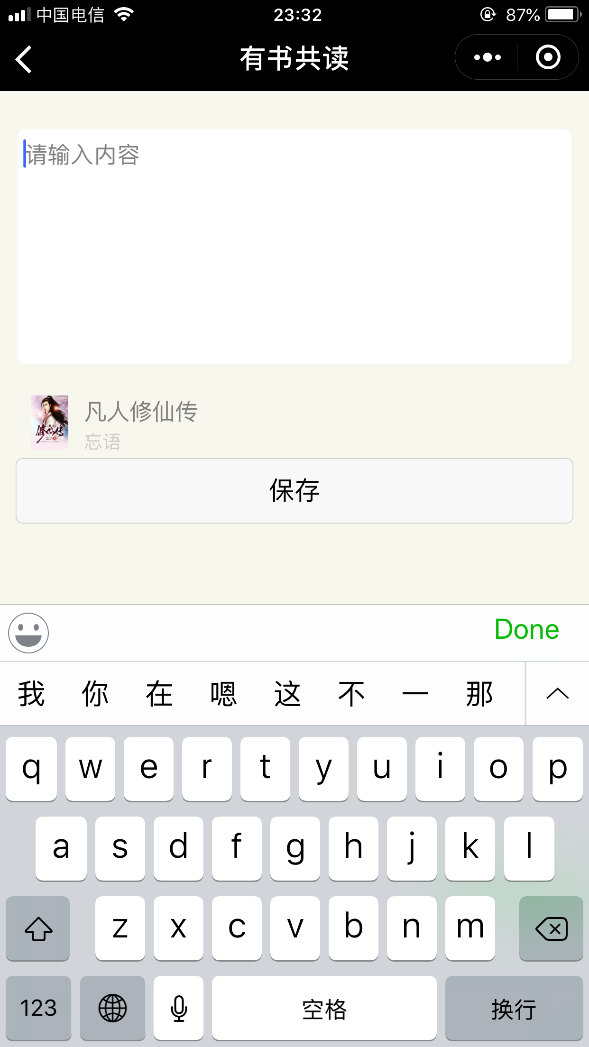 中国电信 23:32 87%
有书共读
请输入内容
凡人修仙传
忘语
保存
Done
我 你 在 嗯 这 不 一 那
q w e r t y u i o p
a s d f g h j k l
z x c v b n m
123 空格 换行